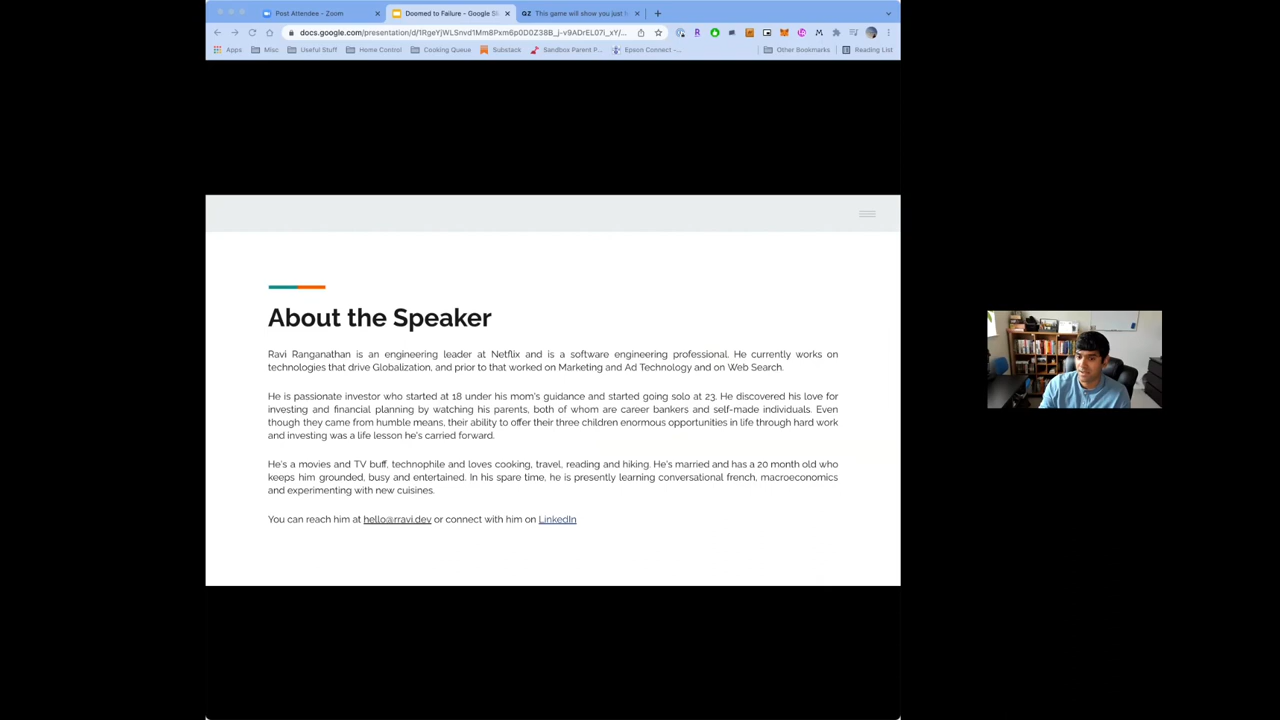 Post Attendee - Zoom
Doomed to Failure - Google Sl
GZ This game will show you just
docs.google.com/presentation/d/1RgeYjWLSnvd1Mm8Pxm6p0D0Z38B_j-v9ADrEL07l_xY/...
Apps Misc Useful Stuff Home Control Cooking Queue Substack Sandbox Parent P... Epson Connect -... Other Bookmarks Reading List
About the Speaker
Ravi Ranganathan is an engineering leader at Netflix and is a software engineering professional. He currently works on
technologies that drive Globalization, and prior to that worked on Marketing and Ad Technology and on Web Search.
He is passionate investor who started at 18 under his mom's guidance and started going solo at 23. He discovered his love for
investing and financial planning by watching his parents, both of whom are career bankers and self-made individuals. Even
though they came from humble means, their ability to offer their three children enormous opportunities in life through hard work
and investing was a life lesson he's carried forward.
He's a movies and TV buff, technophile and loves cooking, travel, reading and hiking. He's married and has a 20 month old who
keeps him grounded, busy and entertained. In his spare time, he is presently learning conversational french, macroeconomics
and experimenting with new cuisines.
You can reach him at hello@rravi.dev or connect with him on LinkedIn